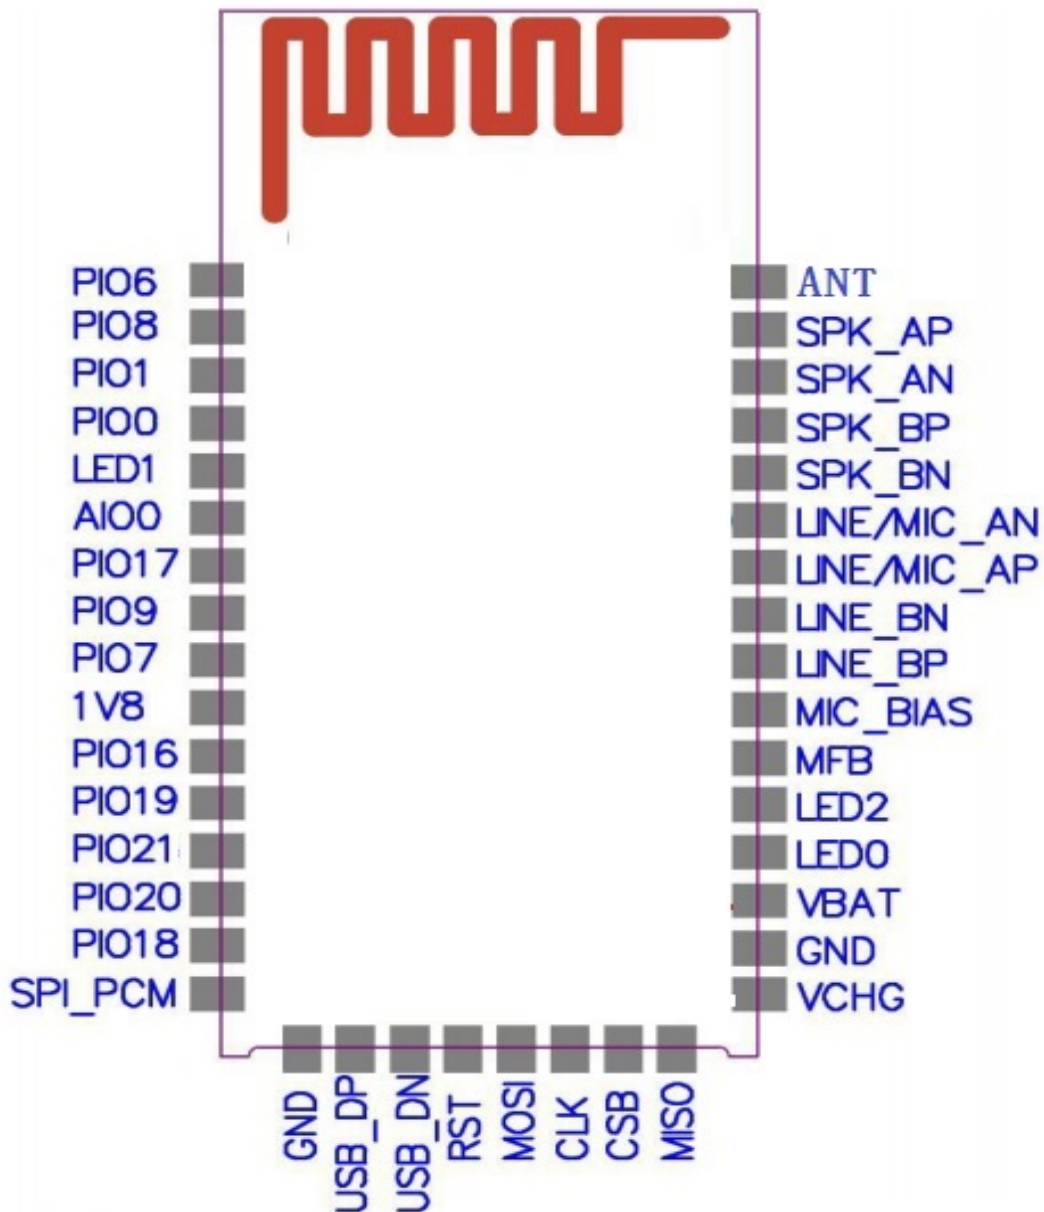 PIO6
PIO8
PIO1
PIO0
LED1
AIO0
PIO17
PIO9
PIO7
1V8
PIO16
PIO19
PIO21
PIO20
PIO18
SPI_PCM
GND
USB_DP
USB_DN
RST
MOSI
CLK
CSB
MISO
ANT
SPK_AP
SPK_AN
SPK_BP
SPK_BN
LINE/MIC_AN
LINE/MIC_AP
LINE_BN
LINE_BP
MIC_BIAS
MFB
LED2
LED0
VBAT
GND
VCHG